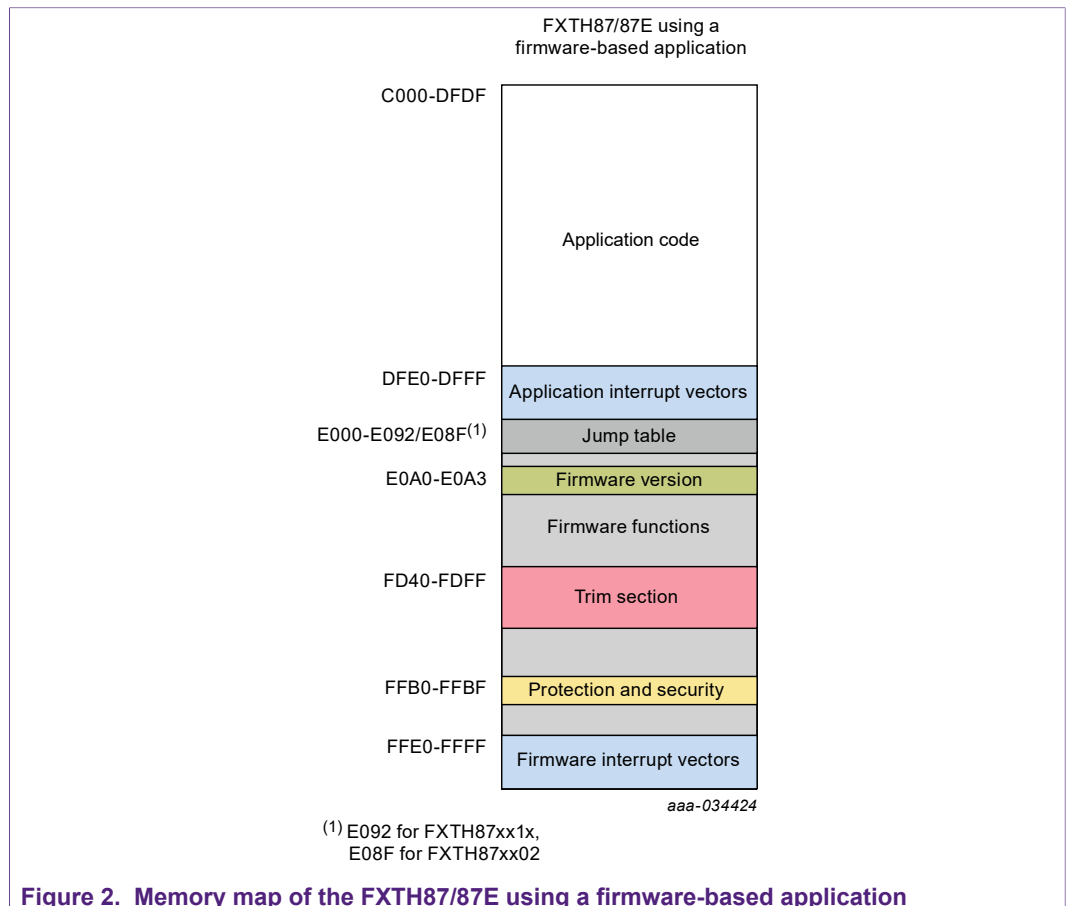 FXTH87/87E using a
firmware-based application
C000-DFDF
Application code
DFE0-DFFF
Application interrupt vectors
E000-E092/E08F(1)
Jump table
E0A0-E0A3
Firmware version
Firmware functions
FD40-FDFF
Trim section
FFB0-FFBF
Protection and security
FFE0-FFFF
Firmware interrupt vectors
aaa-034424
(1) E092 for FXTH87xx1x,
E08F for FXTH87xx02
Figure 2. Memory map of the FXTH87/87E using a firmware-based application